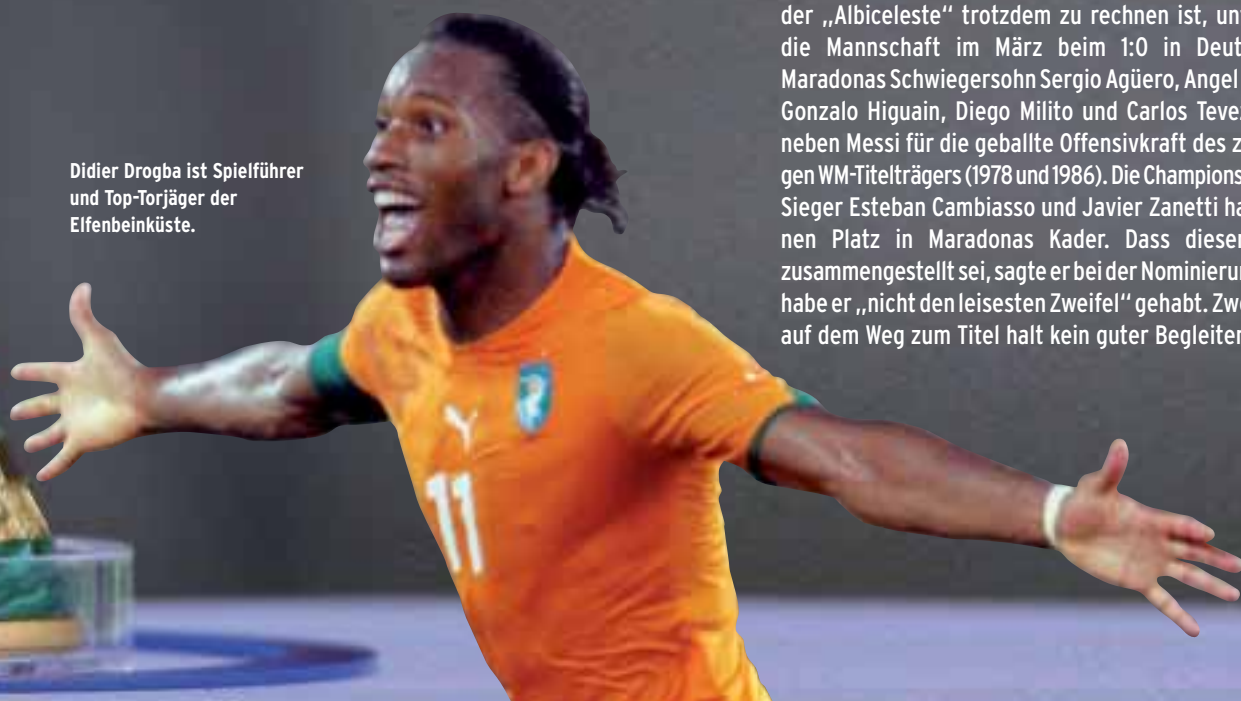 Didier Drogba ist Spielführer
und Top-Torjäger der
Elfenbeinküste.
11
der „Albiceleste“ trotzdem zu rechnen ist, unt
die Mannschaft im März beim 1:0 in Deut
Maradonas Schwiegersohn Sergio Agüero, Angel
Gonzalo Higuain, Diego Milito und Carlos Teve
neben Messi für die geballte Offensivkraft des z
gen WM-Titelträgers (1978 und 1986). Die Champions
Sieger Esteban Cambiasso und Javier Zanetti ha
nen Platz in Maradonas Kader. Dass dieser
zusammengestellt sei, sagte er bei der Nominieru
habe er „nicht den leisesten Zweifel“ gehabt. Zwe
auf dem Weg zum Titel halt kein guter Begleiter